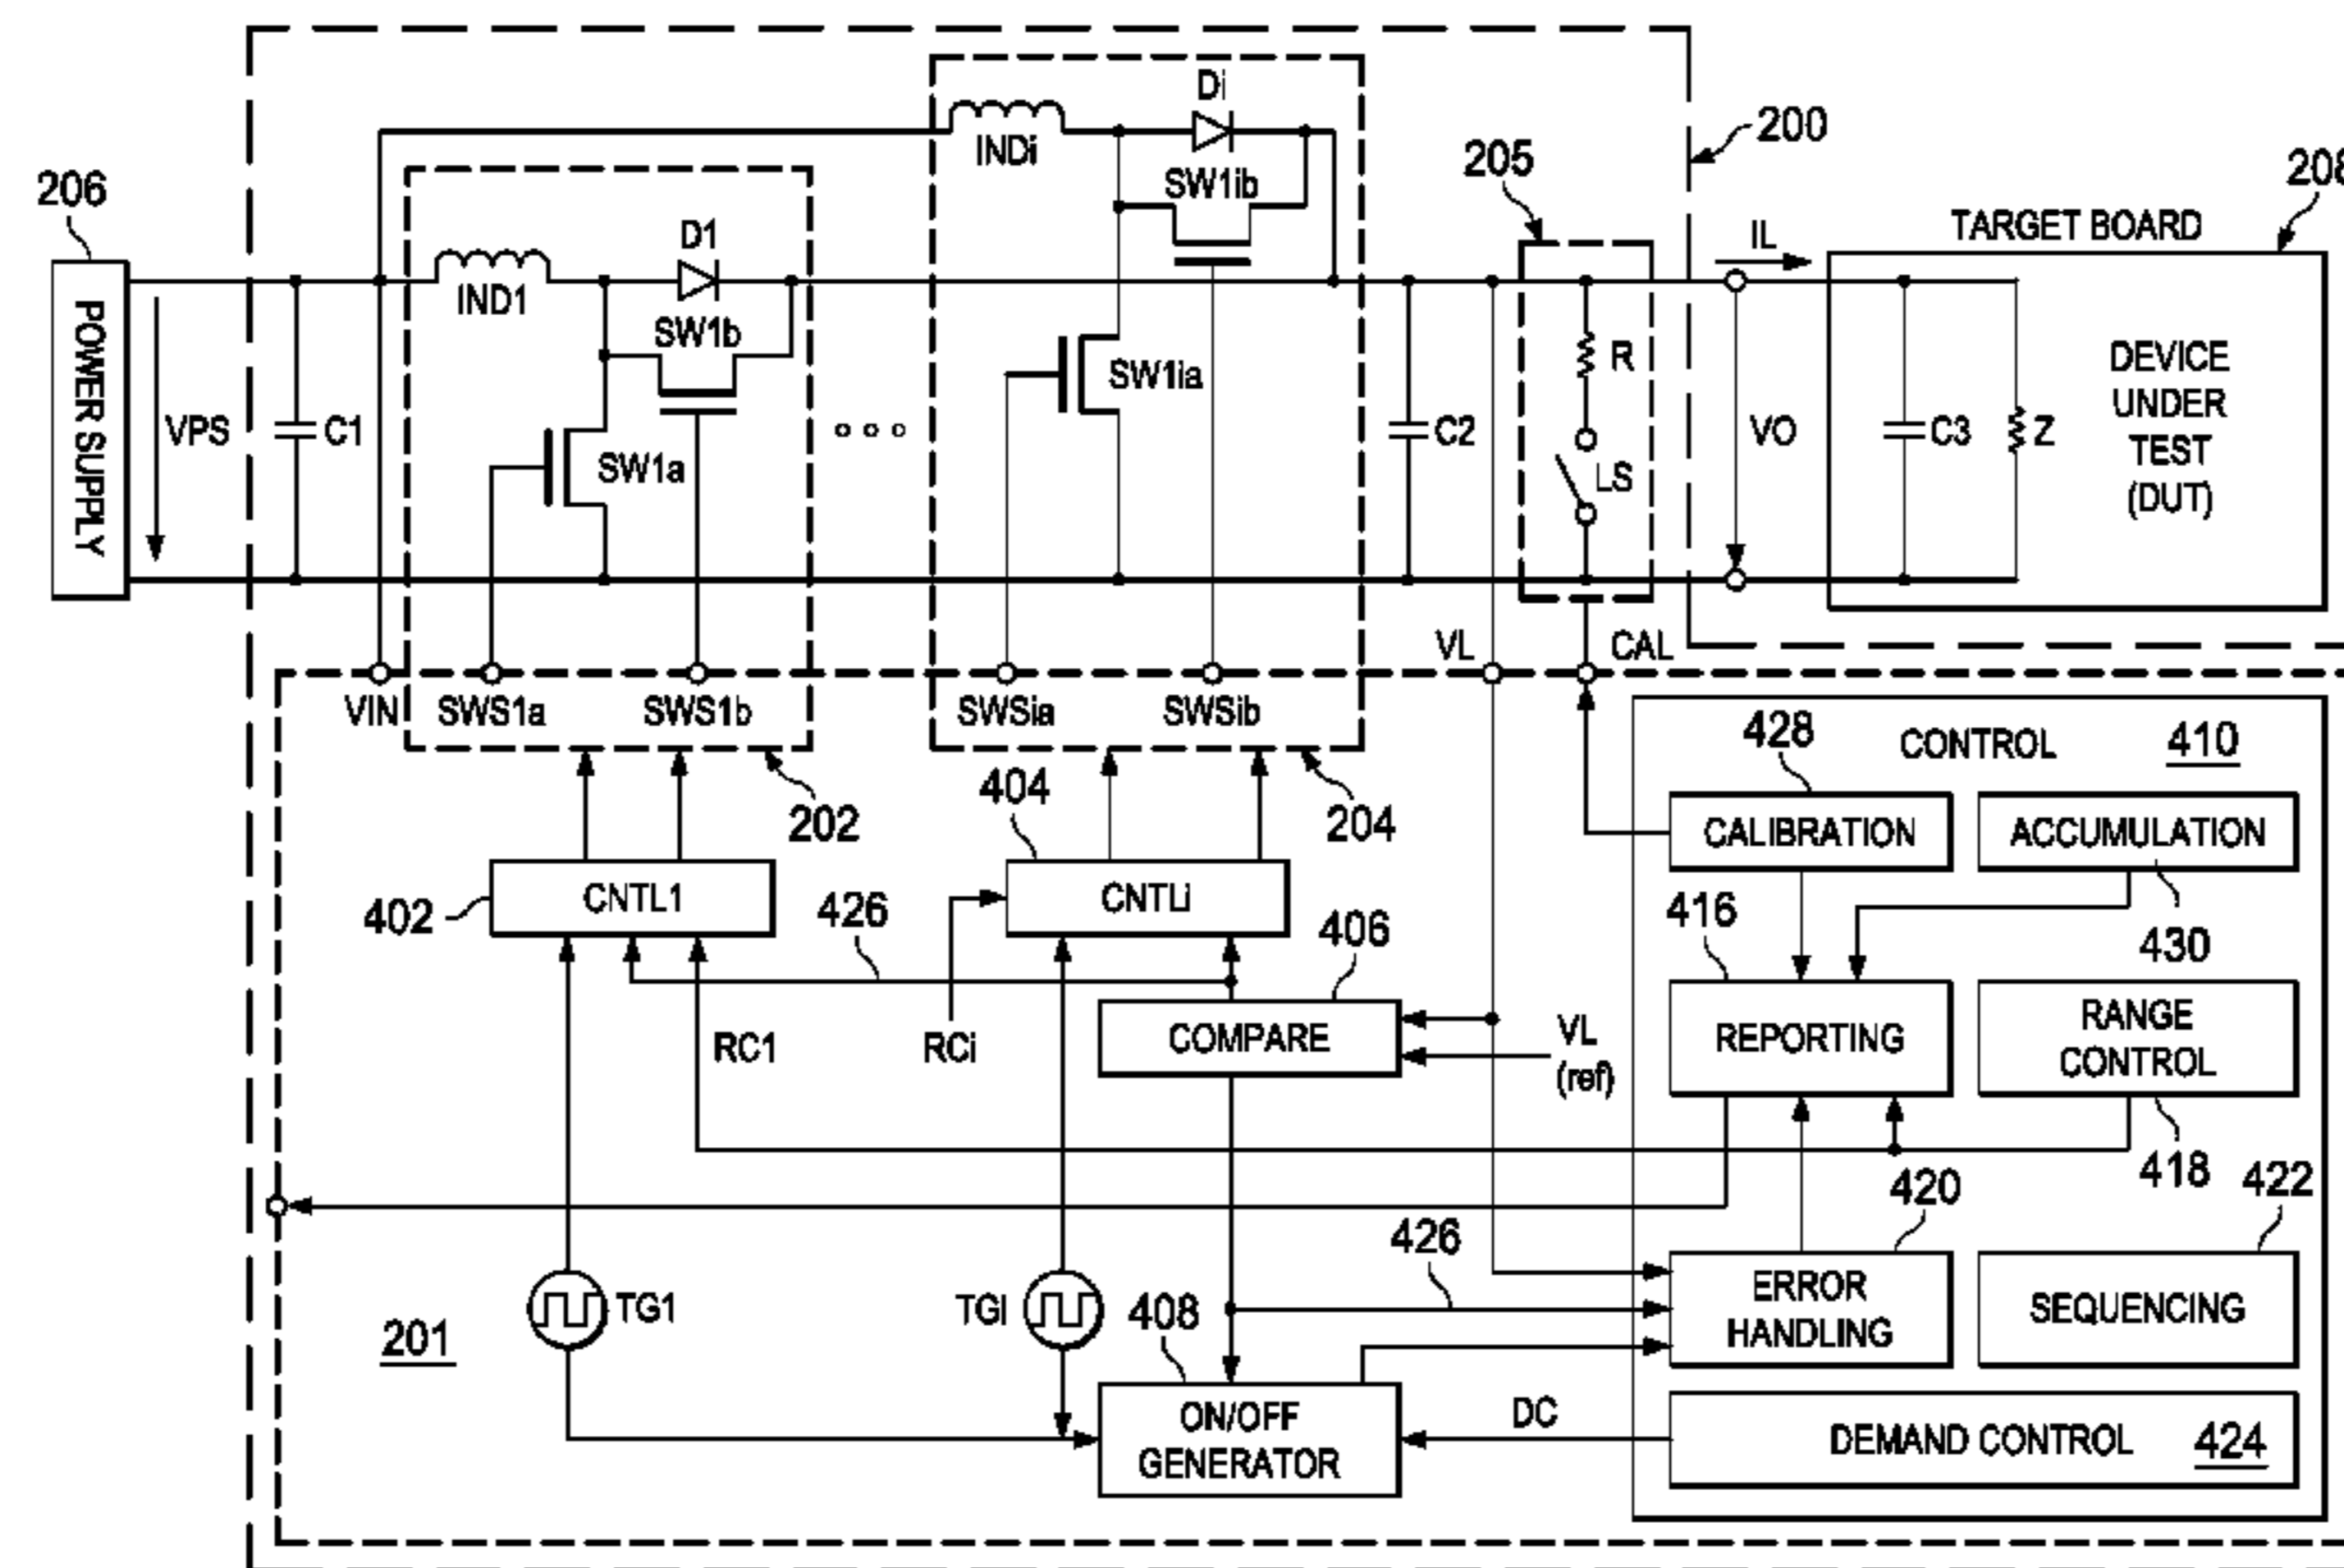 Di
INDi
SW1ib
200
205
208
206
TARGET BOARD
IL
D1
IND1
SW1b
POWER SUPPLY
VPS
C1
SW1a
SW1ia
C2
R
LS
VO
C3
Z
DEVICE
UNDER
TEST
(DUT)
VL
CAL
VIN
SWS1a
SWS1b
SWSia
SWSib
428
CONTROL
410
404
202
204
CALIBRATION
ACCUMULATION
402
CNTL1
426
CNTLi
406
416
430
RC1
RCi
COMPARE
VL
(ref)
REPORTING
RANGE
CONTROL
418
420
422
426
201
TG1
TGI
408
ERROR
HANDLING
SEQUENCING
ON/OFF
GENERATOR
DC
DEMAND CONTROL
424